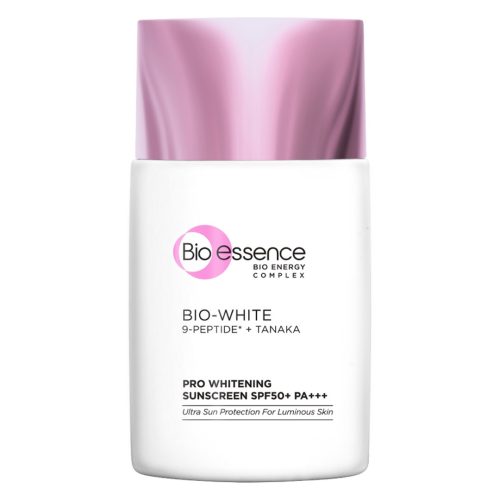 Bio essence
BIO ENERGY
COMPLEX
BIO-WHITE
9-PEPTIDE* + TANAKA
PRO WHITENING
SUNSCREEN SPF50+ PA+++
Ultra Sun Protection For Luminous Skin